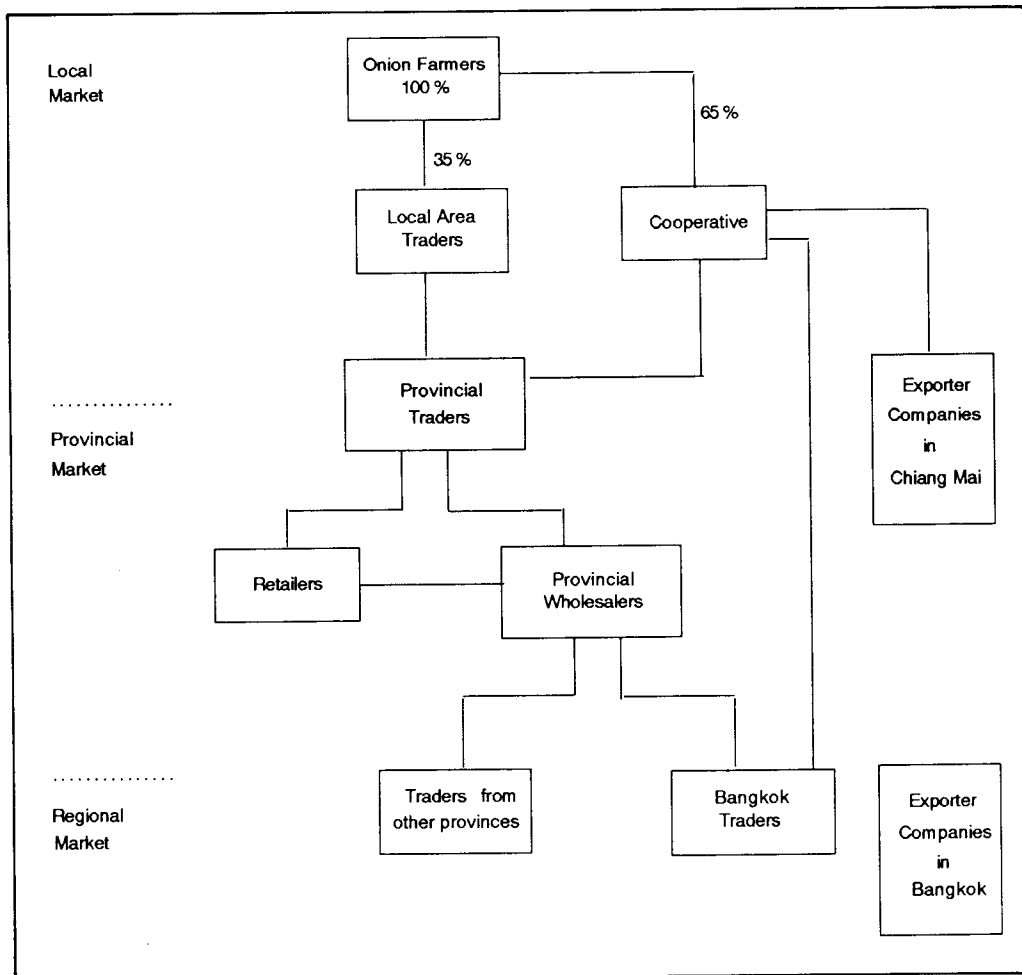 Local
Market
Onion Farmers
100 %
65 %
35 %
Local Area
Traders
Cooperative
Provincial
Traders
Exporter
Companies
in
Chiang Mai
...............
Provincial
Market
Retailers
Provincial
Wholesalers
...............
Regional
Market
Traders from
other provinces
Bangkok
Traders
Exporter
Companies
in
Bangkok